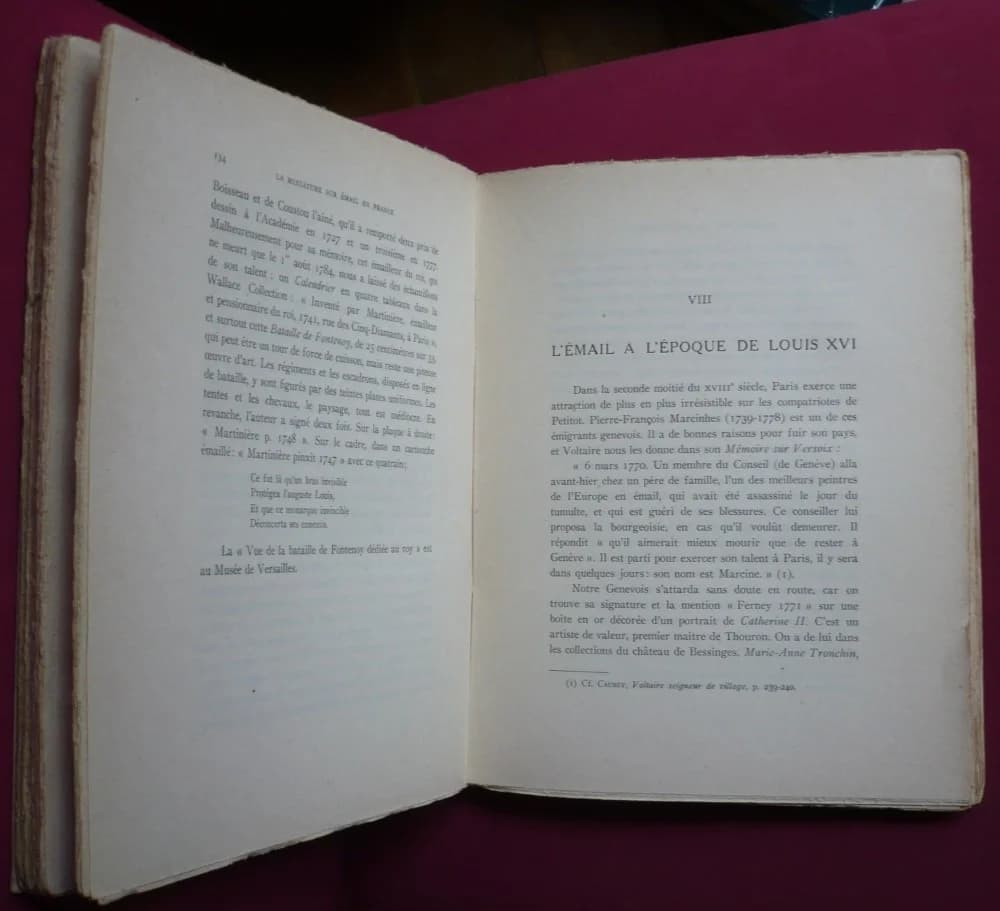 134
LA MINIATURE SUR ÉMAIL EN FRANCE
Boisseau et de Coustou l'aîné, qu'il a remporté deux prix de
dessin à l'Académie en 1727 et un troisième en 1777.
Malheureusement pour sa mémoire, cet émailleur du roi, qui
ne meurt que le 1er août 1784, nous a laissé des échantillons
de son talent : un Calendrier en quatre tableaux dans la
Wallace Collection : « Inventé par Martinière, émailleur
et pensionnaire du roi, 1741, rue des Cinq-Diamants, à Paris »,
et surtout cette Bataille de Fontenoy, de 25 centimètres sur 33,
qui peut être un tour de force de cuisson, mais reste une pauvre
œuvre d'art. Les régiments et les escadrons, disposés en ligne
de bataille, y sont figurés par des teintes plates uniformes. Les
tentes et les chevaux, le paysage, tout est médiocre. En
revanche, l'auteur a signé deux fois. Sur la plaque à droite :
« Martinière p. 1748 ». Sur le cadre, dans un cartouche
émaillé : « Martinière pinxit 1747 » avec ce quatrain :
Ce fut là qu'un bras invisible
Protégea l'auguste Louis,
Et que ce monarque invincible
Déconcerta ses ennemis.
La « Vue de la bataille de Fontenoy dédiée au roy » est
au Musée de Versailles.
VIII
L'ÉMAIL A L'ÉPOQUE DE LOUIS XVI
Dans la seconde moitié du XVIIIe siècle, Paris exerce une
attraction de plus en plus irrésistible sur les compatriotes de
Petitot. Pierre-François Marcinhes (1739-1778) est un de ces
émigrants genevois. Il a de bonnes raisons pour fuir son pays,
et Voltaire nous les donne dans son Mémoire sur Versoix :
« 6 mars 1770. Un membre du Conseil (de Genève) alla
avant-hier chez un père de famille, l'un des meilleurs peintres
de l'Europe en émail, qui avait été assassiné le jour du
tumulte, et qui est guéri de ses blessures. Ce conseiller lui
proposa la bourgeoisie, en cas qu'il voulût demeurer. Il
répondit « qu'il aimerait mieux mourir que de rester à
Genève ». Il est parti pour exercer son talent à Paris, il y sera
dans quelques jours : son nom est Marcine. » (1).
Notre Genevois s'attarda sans doute en route, car on
trouve sa signature et la mention « Ferney 1771 » sur une
boîte en or décorée d'un portrait de Catherine II. C'est un
artiste de valeur, premier maître de Thouron. On a de lui dans
les collections du château de Bessinges. Marie-Anne Tronchin,
(1) Cf. CAUSSY, Voltaire seigneur de village, p. 239-240.